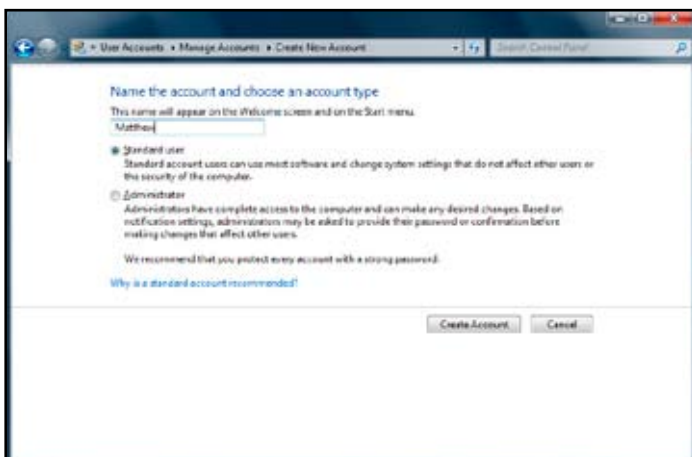 User Accounts ▸ Manage Accounts ▸ Create New Account
Search Control Panel
Name the account and choose an account type
This name will appear on the Welcome screen and on the Start menu.
Matthew
Standard user
Standard account users can use most software and change system settings that do not affect other users or
the security of the computer.
Administrator
Administrators have complete access to the computer and can make any desired changes. Based on
notification settings, administrators may be asked to provide their password or confirmation before
making changes that affect other users.
We recommend that you protect every account with a strong password.
Why is a standard account recommended?
Create Account
Cancel